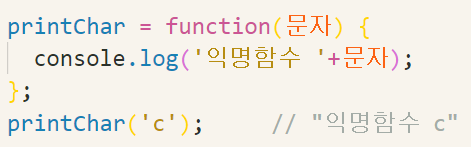 printChar = function(문자) {
  console.log('익명함수 '+문자);
};
printChar('c');      // "익명함수 c"